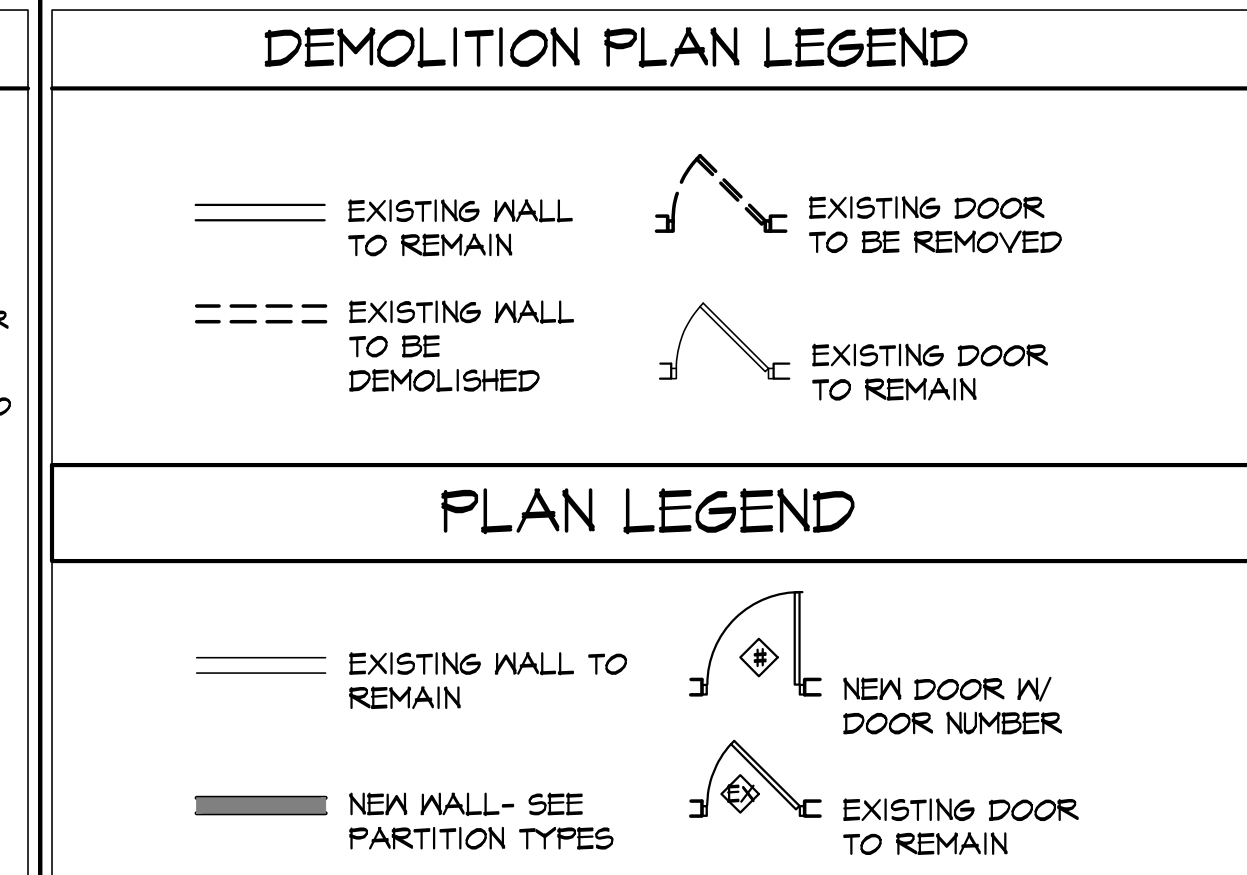 DEMOLITION PLAN LEGEND
EXISTING WALL
TO REMAIN
EXISTING DOOR
TO BE REMOVED
EXISTING WALL
TO BE
DEMOLISHED
EXISTING DOOR
TO REMAIN
PLAN LEGEND
EXISTING WALL TO
REMAIN
#
NEW DOOR W/
DOOR NUMBER
NEW WALL- SEE
PARTITION TYPES
EX
EXISTING DOOR
TO REMAIN